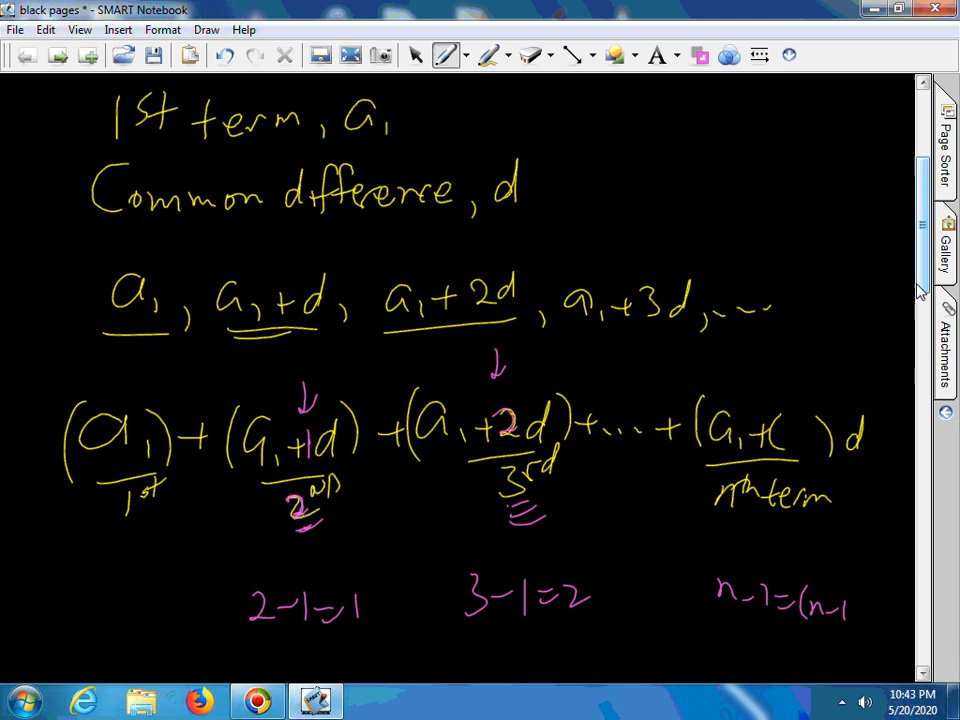 black pages * - SMART Notebook
File Edit View Insert Format Draw Help
1st term, a₁
Common difference, d
a₁, a₁+d, a₁+2d, a₁+3d, ...
(a₁)+(a₁+1d)+(a₁+2d)+...+(a₁+( )d
1st 2ND 3rd nth term
2-1=1 3-1=2 n-1=(n-1
Page Sorter
Gallery
Attachments
10:43 PM
5/20/2020